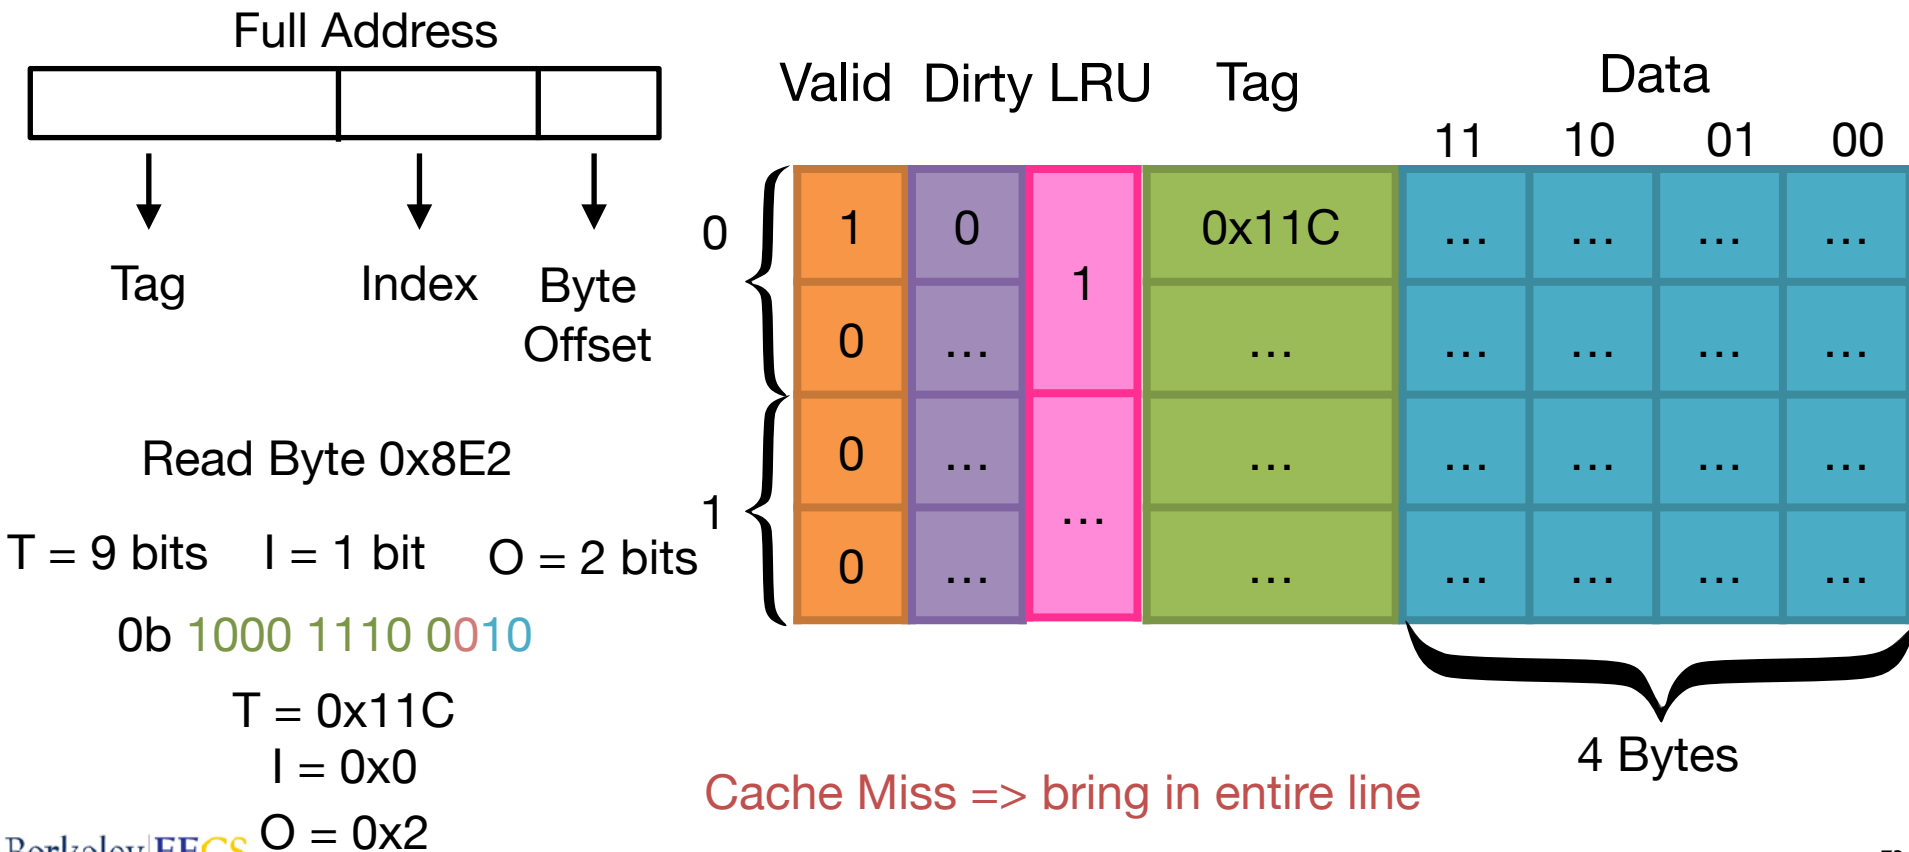 Full Address
Tag Index Byte Offset
Read Byte 0x8E2
T = 9 bits I = 1 bit O = 2 bits
0b 1000 1110 0010
T = 0x11C
I = 0x0
O = 0x2
Berkeley EECS
Valid Dirty LRU Tag Data
11 10 01 00
0 1 0 1 0x11C ... ... ... ...
0 ... ... ... ... ... ...
1 0 ... ... ... ... ... ... ...
0 ... ... ... ... ... ...
4 Bytes
Cache Miss => bring in entire line